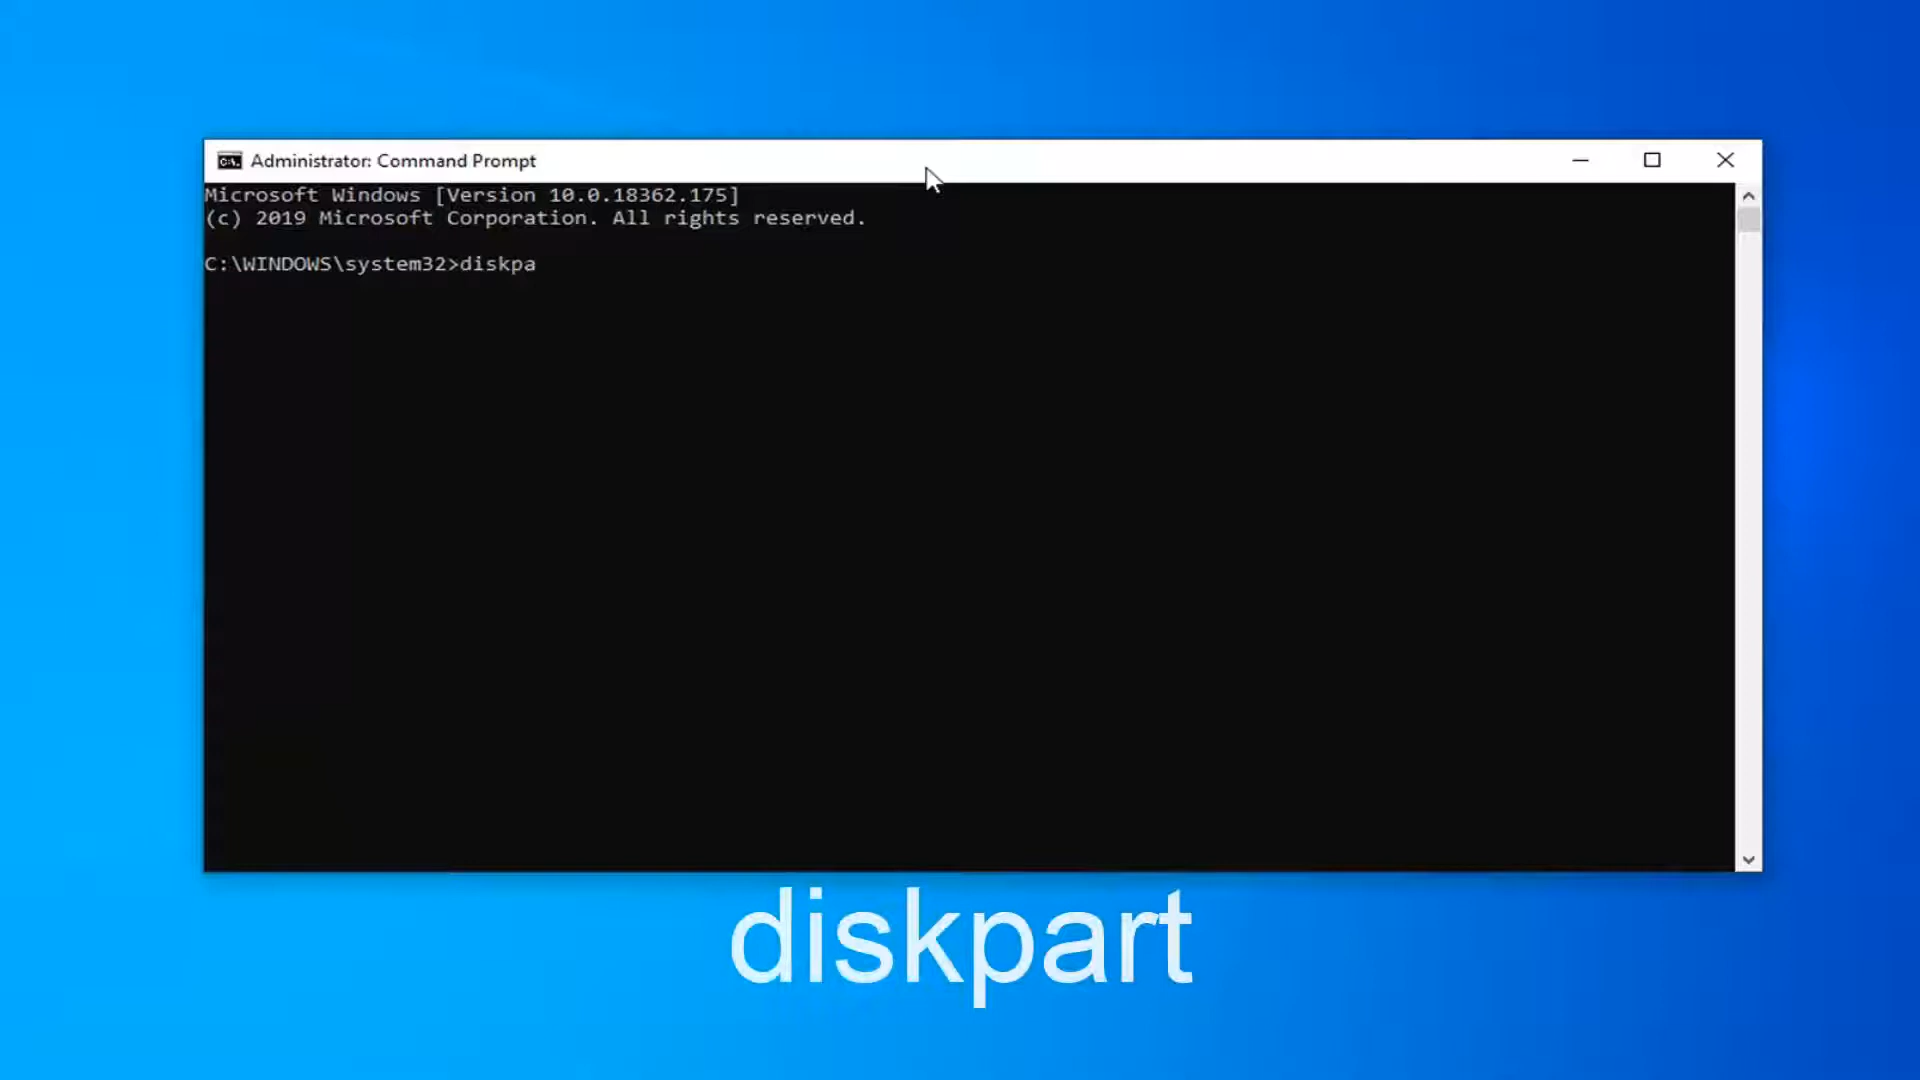 Administrator: Command Prompt
Microsoft Windows [Version 10.0.18362.175]
(c) 2019 Microsoft Corporation. All rights reserved.
C:\WINDOWS\system32>diskpa
diskpart